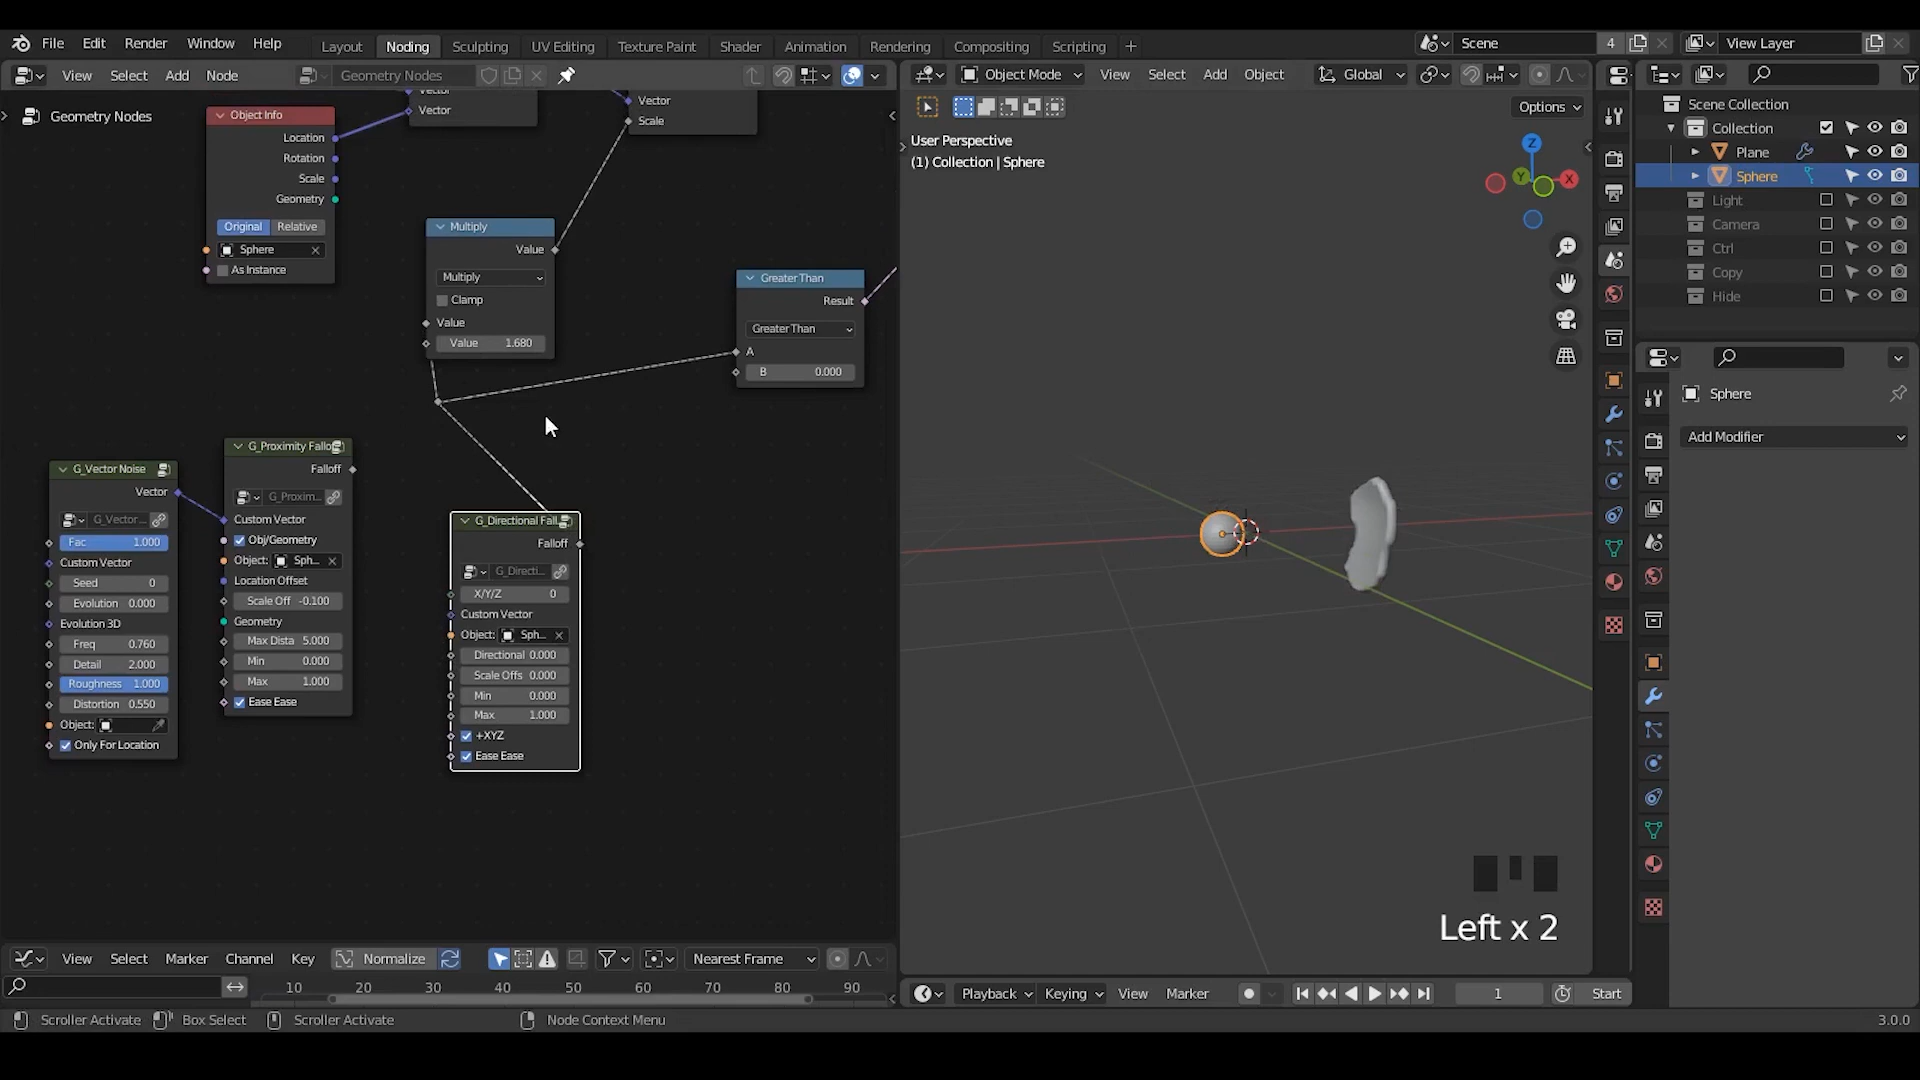 File Edit Render Window Help
Layout Noding Sculpting UV Editing Texture Paint Shader Animation Rendering Compositing Scripting +
Scene 4 View Layer
View Select Add Node Geometry Nodes
Object Mode View Select Add Object Global
Options
Geometry Nodes
Vector
Vector
Scale
Object Info
Location
Rotation
Scale
Geometry
Original Relative
Sphere
As Instance
Multiply
Value
Multiply
Clamp
Value
Value 1.680
Greater Than
Result
Greater Than
A
B 0.000
G_Vector Noise
Vector
G_Vector
Fac 1.000
Custom Vector
Seed 0
Evolution 0.000
Evolution 3D
Freq 0.760
Detail 2.000
Roughness 1.000
Distortion 0.550
Object:
Only For Location
G_Proximity Fallo
Falloff
G_Proxim...
Custom Vector
Obj/Geometry
Object: Sph...
Location Offset
Scale Off -0.100
Geometry
Max Dista 5.000
Min 0.000
Max 1.000
Ease Ease
G_Directional Fall
Falloff
G_Directi...
X/Y/Z 0
Custom Vector
Object: Sph...
Directional 0.000
Scale Offs 0.000
Min 0.000
Max 1.000
+XYZ
Ease Ease
User Perspective
(1) Collection | Sphere
Z
Y
X
Left x 2
Scene Collection
Collection
Plane
Sphere
Light
Camera
Ctrl
Copy
Hide
Sphere
Add Modifier
View Select Marker Channel Key Normalize Nearest Frame
10 20 30 40 50 60 70 80 90
Playback Keying View Marker 1 Start
Scroller Activate Box Select Scroller Activate Node Context Menu 3.0.0